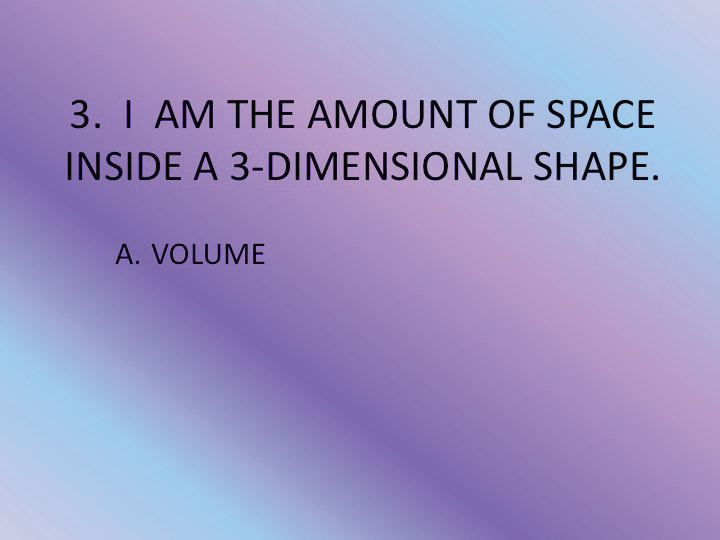 3. I AM THE AMOUNT OF SPACE
INSIDE A 3-DIMENSIONAL SHAPE.
A. VOLUME